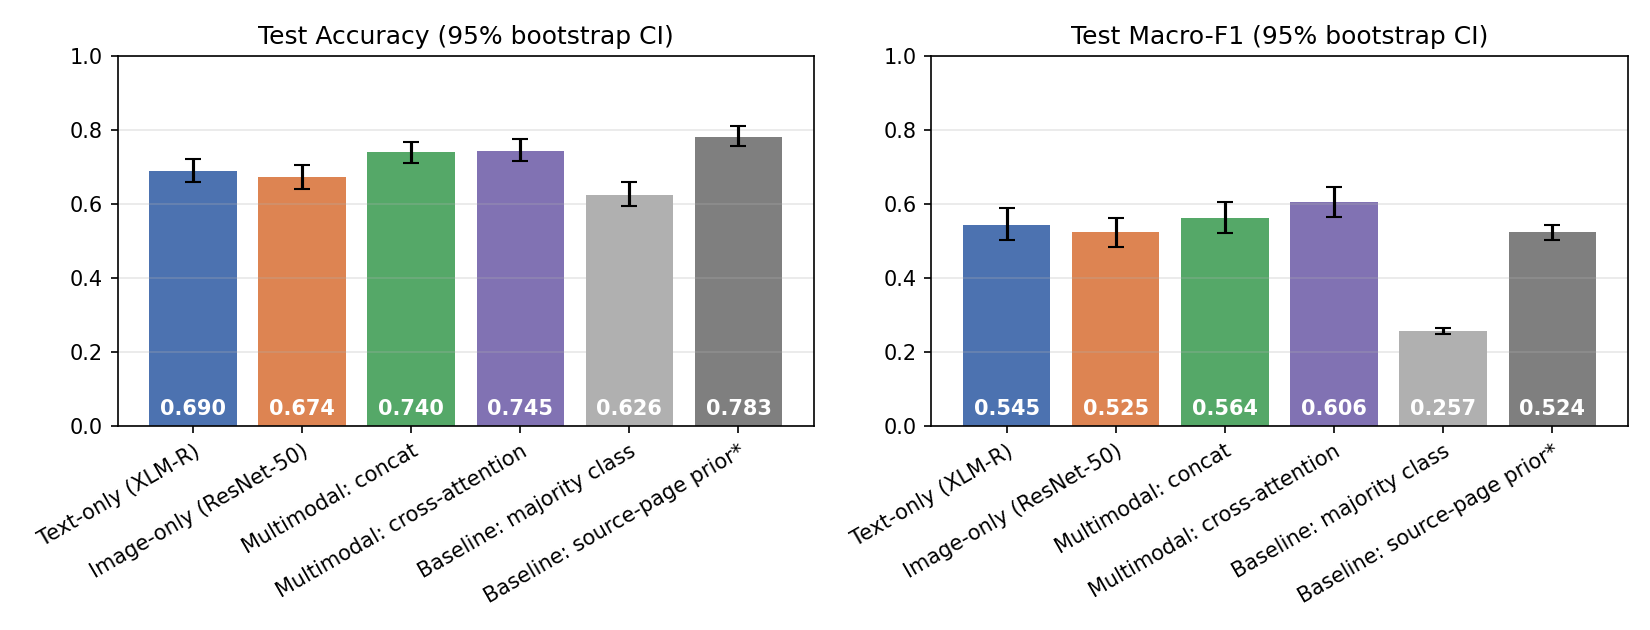 Test Accuracy (95% bootstrap CI)
1.0
0.8
0.6
0.4
0.2
0.0
0.690
0.674
0.740
0.745
0.626
0.783
Text-only (XLM-R)
Image-only (ResNet-50)
Multimodal: concat
Multimodal: cross-attention
Baseline: majority class
Baseline: source-page prior*
Test Macro-F1 (95% bootstrap CI)
1.0
0.8
0.6
0.4
0.2
0.0
0.545
0.525
0.564
0.606
0.257
0.524
Text-only (XLM-R)
Image-only (ResNet-50)
Multimodal: concat
Multimodal: cross-attention
Baseline: majority class
Baseline: source-page prior*